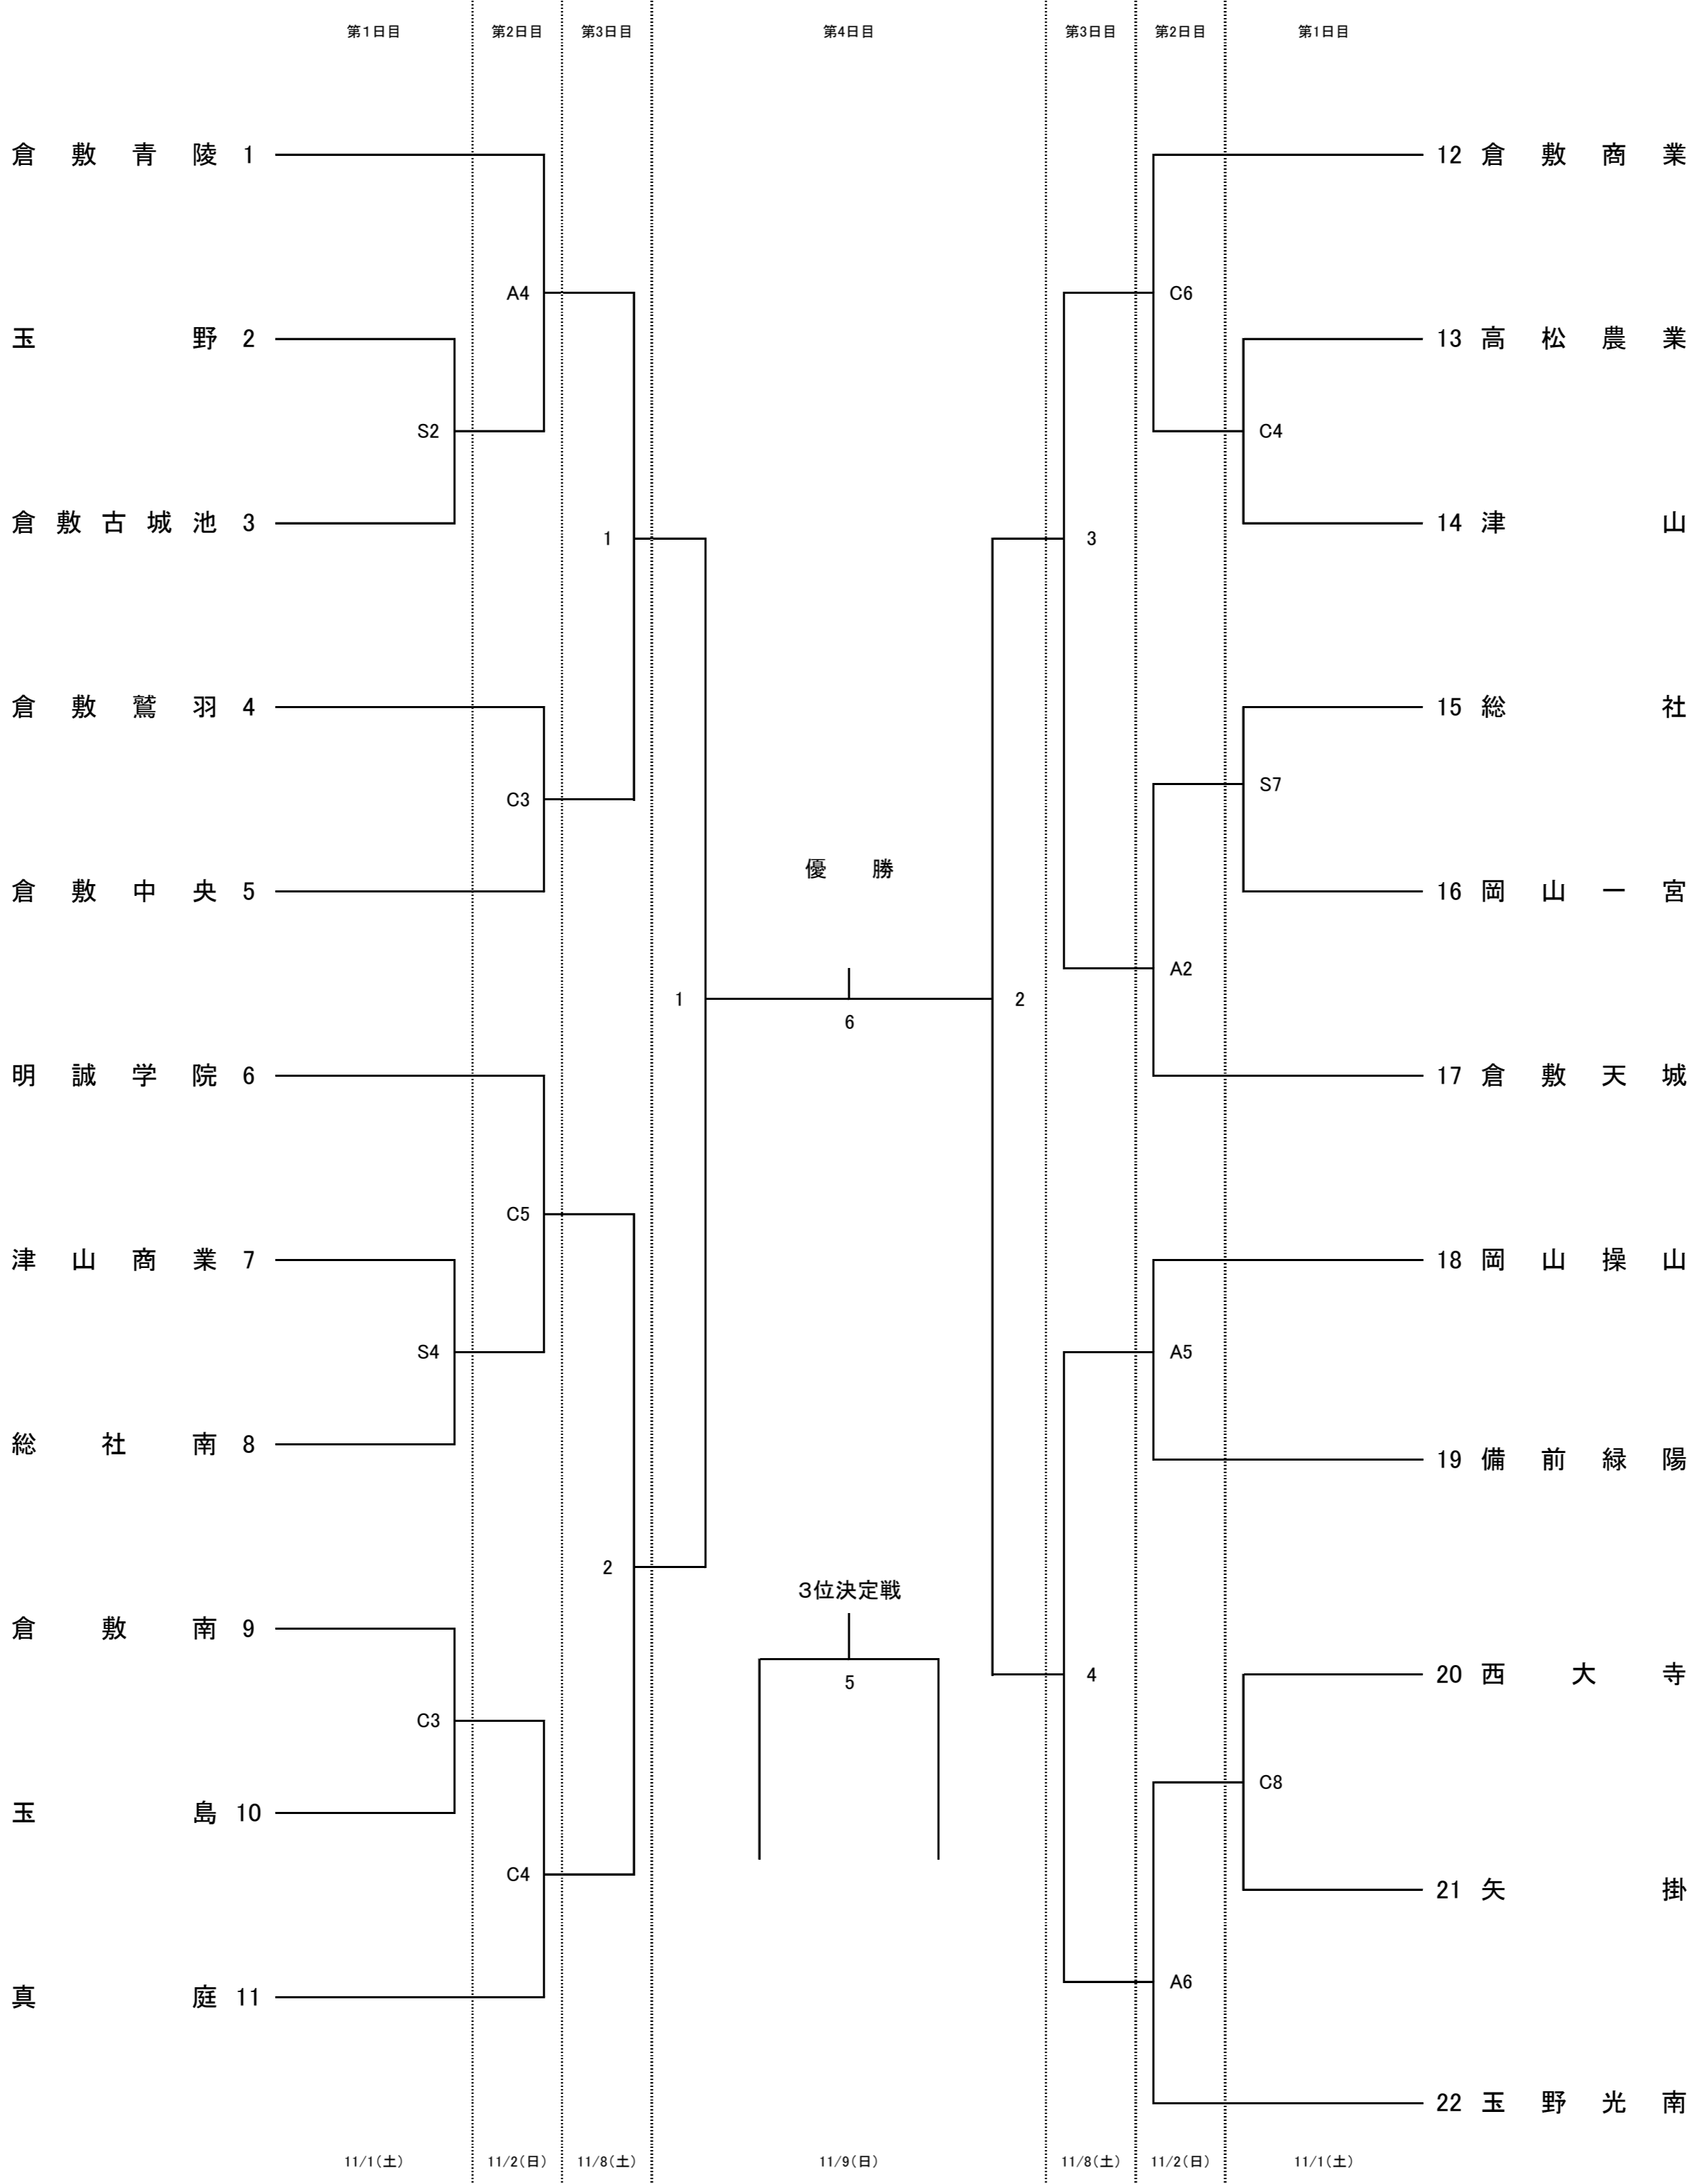 第1日目 第2日目 第3日目 第4日目 第3日目 第2日目 第1日目
倉敷青陵 1
12 倉敷商業
A4
C6
玉野 2
13 高松農業
S2
C4
倉敷古城池 3
14 津山
1
3
倉敷鷲羽 4
15 総社
S7
C3
優勝
倉敷中央 5
16 岡山一宮
A2
1
2
6
明誠学院 6
17 倉敷天城
C5
津山商業 7
18 岡山操山
S4
A5
総社南 8
19 備前緑陽
2
3位決定戦
倉敷南 9
20 西大寺
5
4
C3
C8
玉島 10
C4
21 矢掛
A6
真庭 11
22 玉野光南
11/1(土) 11/2(日) 11/8(土) 11/9(日) 11/8(土) 11/2(日) 11/1(土)